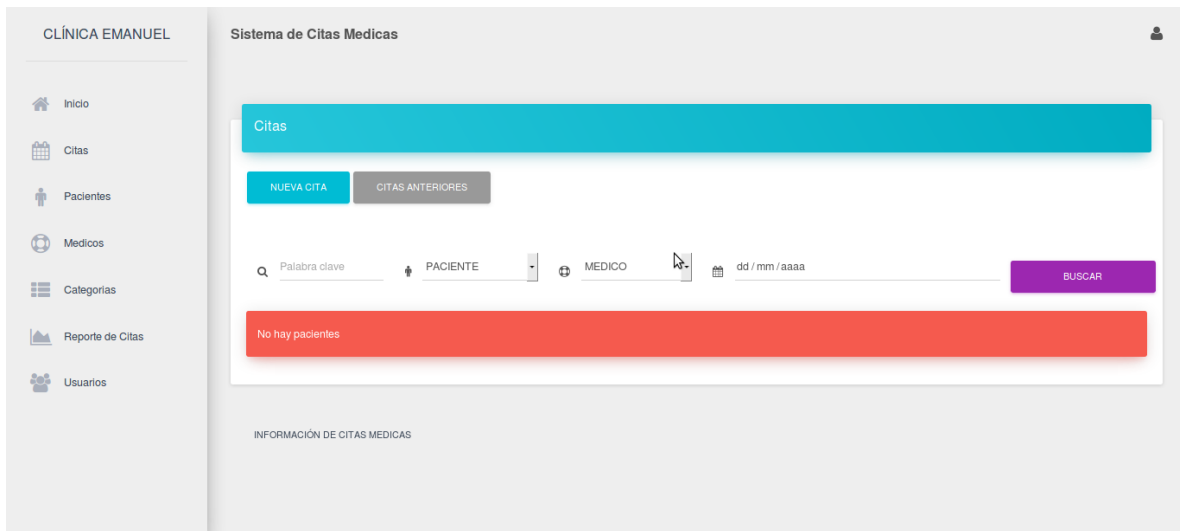 CLÍNICA EMANUEL
Sistema de Citas Medicas
Inicio
Citas
Pacientes
Medicos
Categorias
Reporte de Citas
Usuarios
Citas
NUEVA CITA CITAS ANTERIORES
Palabra clave PACIENTE MEDICO dd / mm / aaaa BUSCAR
No hay pacientes
INFORMACIÓN DE CITAS MEDICAS